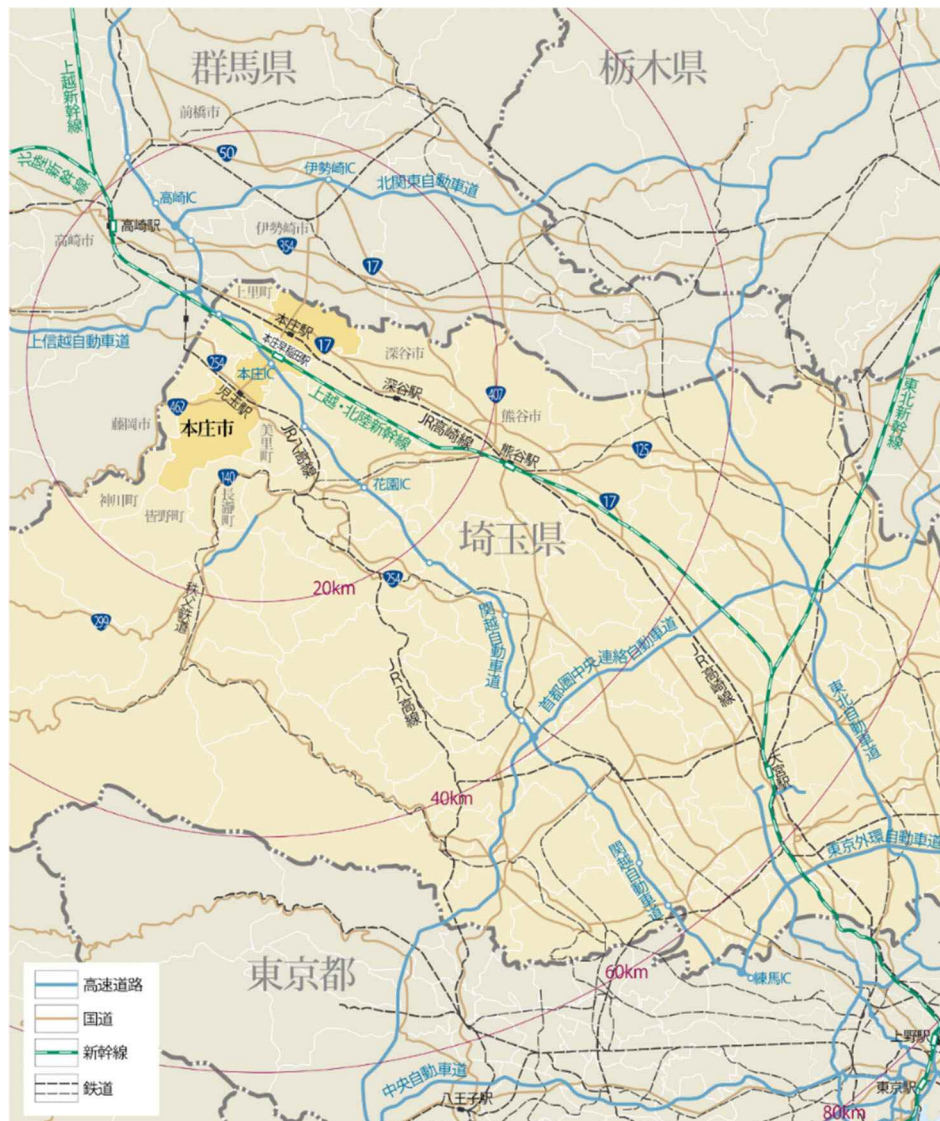 群馬県
栃木県
上越新幹線
前橋市
50
北陸新幹線
伊勢崎IC
北関東自動車道
高崎IC
高崎駅
高崎市
伊勢崎市
354
17
上里町
本庄駅
17
本庄早稲田駅
上信越自動車道
254
本庄IC
深谷市
児玉駅
深谷駅
407
東北新幹線
462
上越・北陸新幹線
JR高崎線
熊谷市
藤岡市
本庄市
美里町
JR八高線
熊谷駅
125
140
花園IC
17
神川町
皆野町
長瀞町
埼玉県
20km
254
299
秩父鉄道
関越自動車道
首都圏中央連絡自動車道
JR八高線
JR高崎線
東北自動車道
大宮駅
40km
東京外環自動車道
関越自動車道
東京都
60km
練馬IC
高速道路
国道
新幹線
鉄道
上野駅
中央自動車道
東京駅
八王子駅
80km